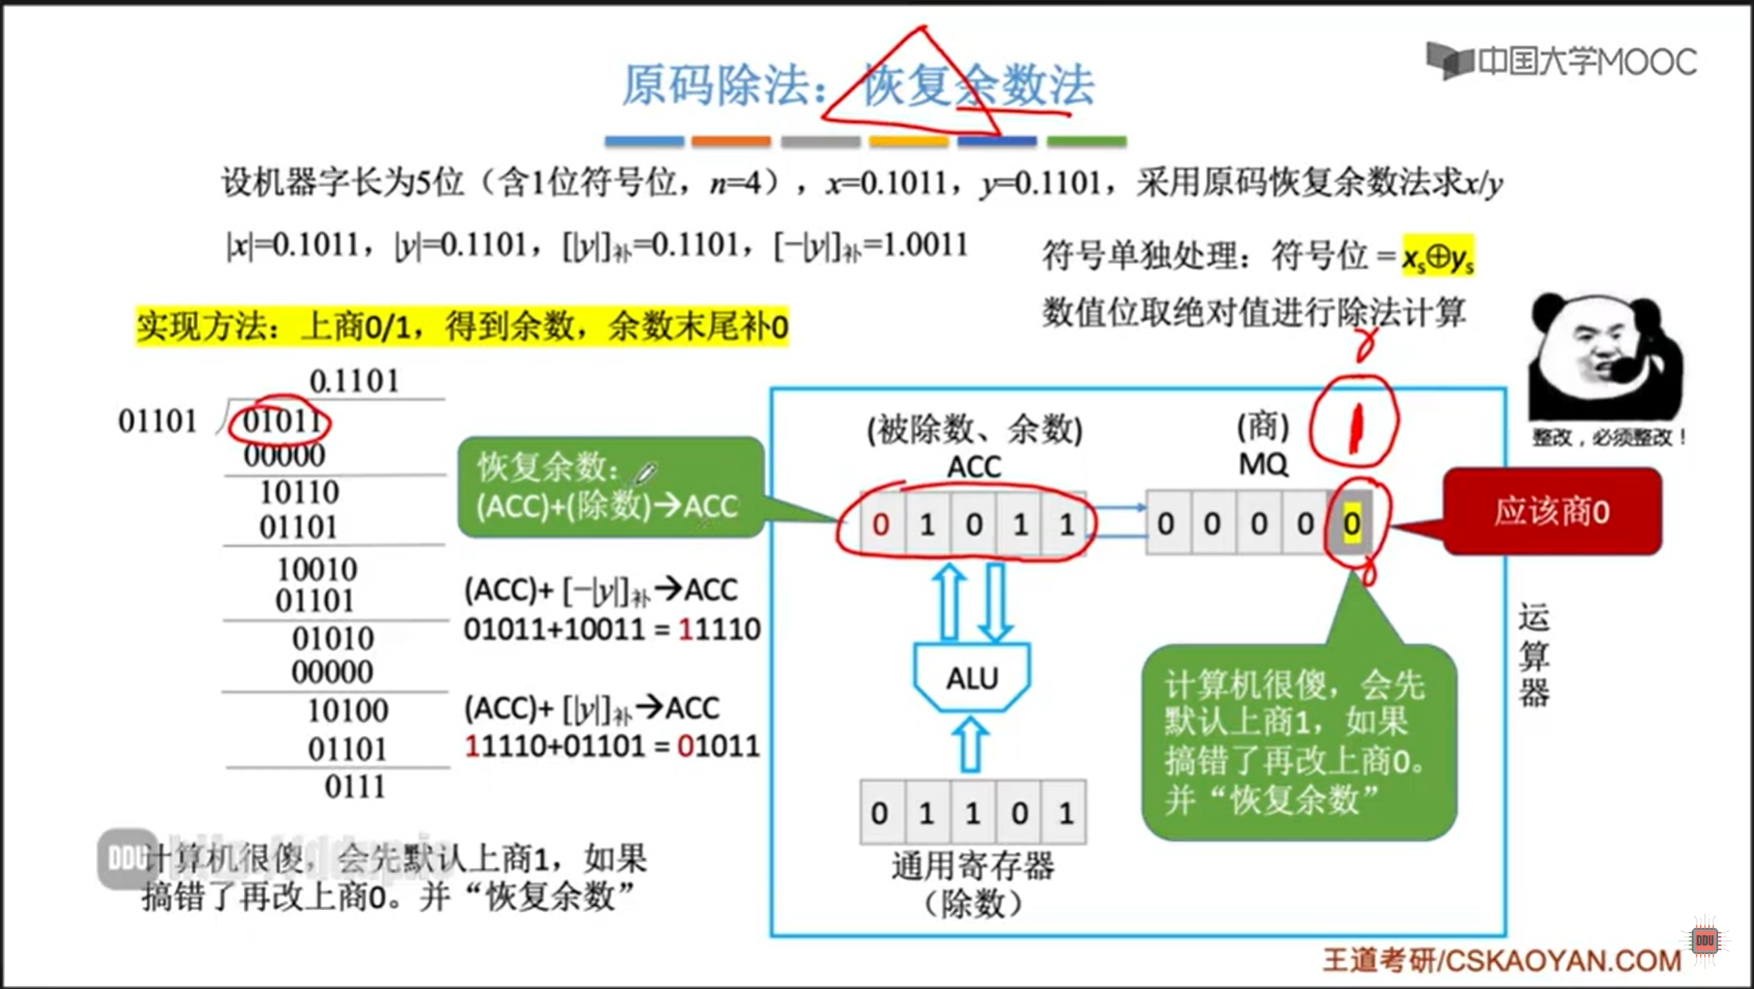 中国大学MOOC
原码除法：恢复余数法
设机器字长为5位（含1位符号位，n=4），x=0.1011，y=0.1101，采用原码恢复余数法求x/y
|x|=0.1011，|y|=0.1101，[|y|]补=0.1101，[−|y|]补=1.0011
符号单独处理：符号位 = xs⊕ys
数值位取绝对值进行除法计算
实现方法：上商0/1，得到余数，余数末尾补0
整改，必须整改！
0.1101
01101 01011
00000
10110
01101
10010
01101
01010
00000
10100
01101
0111
恢复余数：
(ACC)+(除数)→ACC
(ACC)+ [−|y|]补→ACC
01011+10011 = 11110
(ACC)+ [|y|]补→ACC
11110+01101 = 01011
(被除数、余数)
ACC
0 1 0 1 1
(商)
MQ
1
0 0 0 0 0
应该商0
ALU
0 1 1 0 1
通用寄存器
（除数）
计算机很傻，会先
默认上商1，如果
搞错了再改上商0。
并“恢复余数”
运算器
计算机很傻，会先默认上商1，如果
搞错了再改上商0。并“恢复余数”
DDU
DDU
王道考研/CSKAOYAN.COM